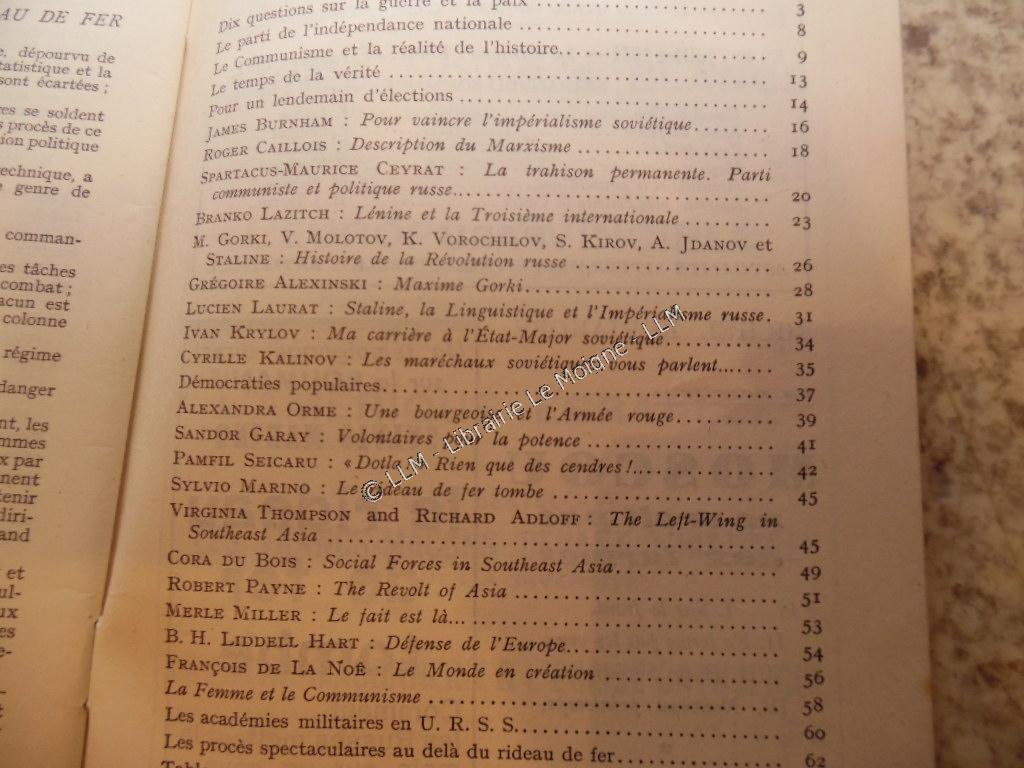 AU DE FER
e, dépourvu de
tatistique et la
sont écartées ;
res se soldent
s procès de ce
ion politique
technique, a
e genre de
comman-
es tâches
combat ;
acun est
colonne
régime
danger
nt, les
mmes
x par
nnent
tenir
diri-
and
et
ul-
ux
es
e-
Dix questions sur la guerre et la paix 3
Le parti de l'indépendance nationale 8
Le Communisme et la réalité de l'histoire 9
Le temps de la vérité 13
Pour un lendemain d'élections 14
JAMES BURNHAM : Pour vaincre l'impérialisme soviétique 16
ROGER CAILLOIS : Description du Marxisme 18
SPARTACUS-MAURICE CEYRAT : La trahison permanente. Parti
communiste et politique russe 20
BRANKO LAZITCH : Lénine et la Troisième internationale 23
M. GORKI, V. MOLOTOV, K. VOROCHILOV, S. KIROV, A. JDANOV et
STALINE : Histoire de la Révolution russe 26
GRÉGOIRE ALEXINSKI : Maxime Gorki 28
LUCIEN LAURAT : Staline, la Linguistique et l'Impérialisme russe. 31
IVAN KRYLOV : Ma carrière à l'État-Major soviétique 34
CYRILLE KALINOV : Les maréchaux soviétiques vous parlent... 35
Démocraties populaires 37
ALEXANDRA ORME : Une bourgeoise et l'Armée rouge 39
SANDOR GARAY : Volontaires pour la potence 41
PAMFIL SEICARU : « Dotla » Rien que des cendres !.. 42
SYLVIO MARINO : Le rideau de fer tombe 45
VIRGINIA THOMPSON and RICHARD ADLOFF : The Left-Wing in
Southeast Asia 45
CORA DU BOIS : Social Forces in Southeast Asia 49
ROBERT PAYNE : The Revolt of Asia 51
MERLE MILLER : Le fait est là... 53
B. H. LIDDELL HART : Défense de l'Europe 54
FRANÇOIS DE LA NOË : Le Monde en création 56
La Femme et le Communisme 58
Les académies militaires en U. R. S. S. 60
Les procès spectaculaires au delà du rideau de fer 62
© LLM - Librairie Le Moigne - LLM